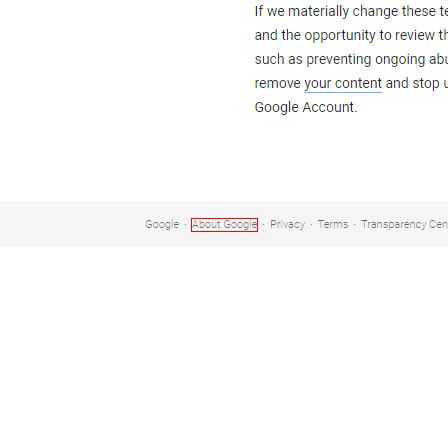 If we materially change these te
and the opportunity to review th
such as preventing ongoing abu
remove your content and stop u
Google Account.
Google · About Google · Privacy · Terms · Transparency Cen